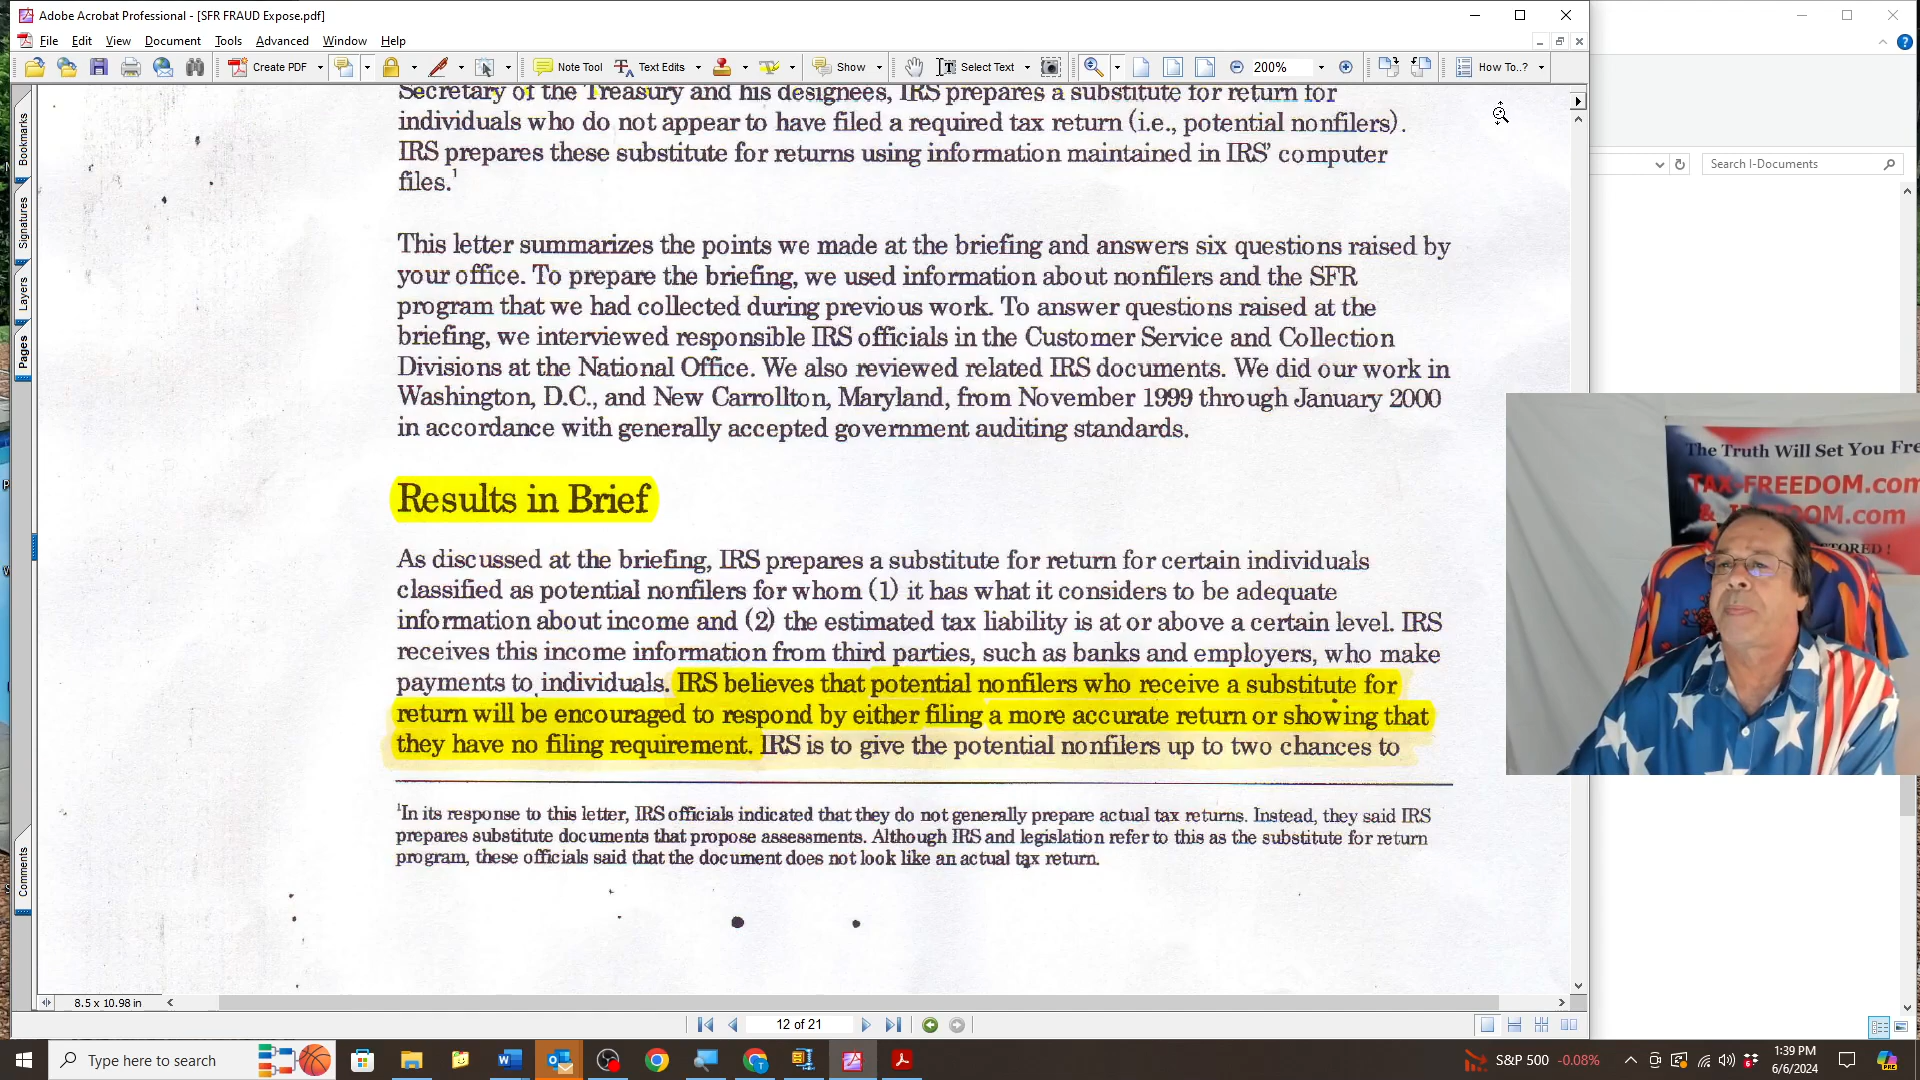 Adobe Acrobat Professional - [SFR FRAUD Expose.pdf]
File Edit View Document Tools Advanced Window Help
Create PDF Note Tool Text Edits Show Select Text 200% How To..?
Search I-Documents
Bookmarks
Signatures
Layers
Pages
Comments
Secretary of the Treasury and his designees, IRS prepares a substitute for return for
individuals who do not appear to have filed a required tax return (i.e., potential nonfilers).
IRS prepares these substitute for returns using information maintained in IRS' computer
files.1
This letter summarizes the points we made at the briefing and answers six questions raised by
your office. To prepare the briefing, we used information about nonfilers and the SFR
program that we had collected during previous work. To answer questions raised at the
briefing, we interviewed responsible IRS officials in the Customer Service and Collection
Divisions at the National Office. We also reviewed related IRS documents. We did our work in
Washington, D.C., and New Carrollton, Maryland, from November 1999 through January 2000
in accordance with generally accepted government auditing standards.
Results in Brief
As discussed at the briefing, IRS prepares a substitute for return for certain individuals
classified as potential nonfilers for whom (1) it has what it considers to be adequate
information about income and (2) the estimated tax liability is at or above a certain level. IRS
receives this income information from third parties, such as banks and employers, who make
payments to individuals. IRS believes that potential nonfilers who receive a substitute for
return will be encouraged to respond by either filing a more accurate return or showing that
they have no filing requirement. IRS is to give the potential nonfilers up to two chances to
1In its response to this letter, IRS officials indicated that they do not generally prepare actual tax returns. Instead, they said IRS
prepares substitute documents that propose assessments. Although IRS and legislation refer to this as the substitute for return
program, these officials said that the document does not look like an actual tax return.
The Truth Will Set You Fre
TAX-FREEDOM.com
8.5 x 10.98 in
12 of 21
Type here to search
S&P 500 -0.08%
1:39 PM
6/6/2024